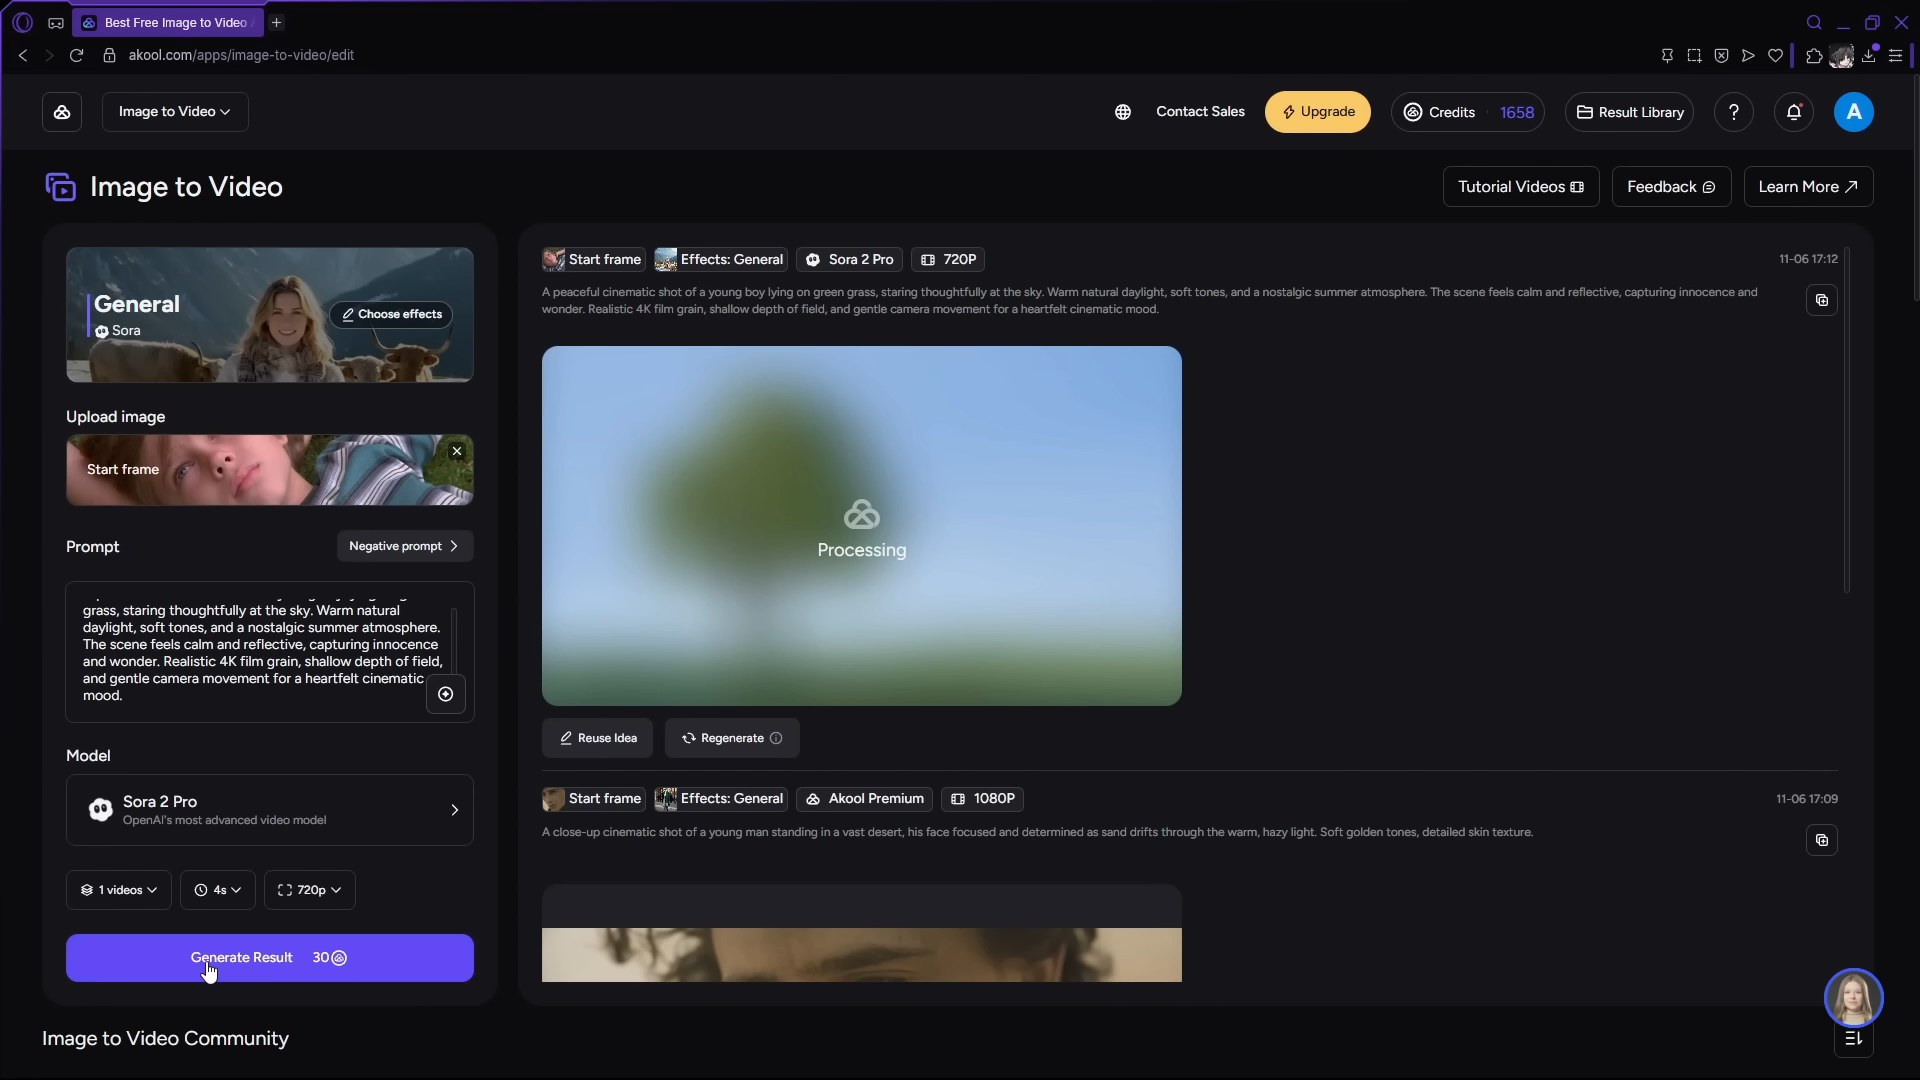 Best Free Image to Video
akool.com/apps/image-to-video/edit
Image to Video
Contact Sales
Upgrade
Credits 1658
Result Library
?
A
Image to Video
Tutorial Videos
Feedback
Learn More
General
Sora
Choose effects
Upload image
Start frame
Prompt
Negative prompt
grass, staring thoughtfully at the sky. Warm natural
daylight, soft tones, and a nostalgic summer atmosphere.
The scene feels calm and reflective, capturing innocence
and wonder. Realistic 4K film grain, shallow depth of field,
and gentle camera movement for a heartfelt cinematic
mood.
Model
Sora 2 Pro
OpenAI's most advanced video model
1 videos
4s
720p
Generate Result 30
Start frame
Effects: General
Sora 2 Pro
720P
11-06 17:12
A peaceful cinematic shot of a young boy lying on green grass, staring thoughtfully at the sky. Warm natural daylight, soft tones, and a nostalgic summer atmosphere. The scene feels calm and reflective, capturing innocence and
wonder. Realistic 4K film grain, shallow depth of field, and gentle camera movement for a heartfelt cinematic mood.
Processing
Reuse Idea
Regenerate
Start frame
Effects: General
Akool Premium
1080P
11-06 17:09
A close-up cinematic shot of a young man standing in a vast desert, his face focused and determined as sand drifts through the warm, hazy light. Soft golden tones, detailed skin texture.
Image to Video Community